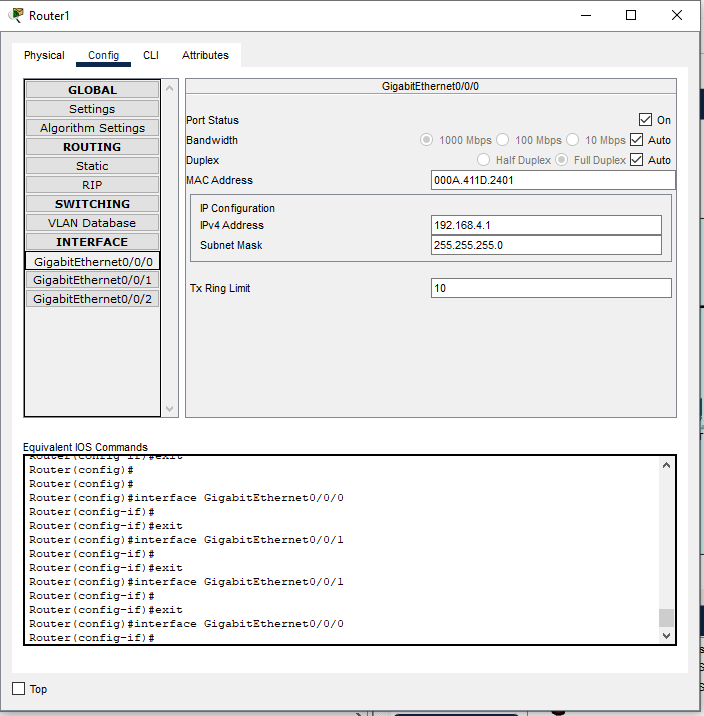 Router1
Physical Config CLI Attributes
GLOBAL
Settings
Algorithm Settings
ROUTING
Static
RIP
SWITCHING
VLAN Database
INTERFACE
GigabitEthernet0/0/0
GigabitEthernet0/0/1
GigabitEthernet0/0/2
GigabitEthernet0/0/0
Port Status On
Bandwidth 1000 Mbps 100 Mbps 10 Mbps Auto
Duplex Half Duplex Full Duplex Auto
MAC Address 000A.411D.2401
IP Configuration
IPv4 Address 192.168.4.1
Subnet Mask 255.255.255.0
Tx Ring Limit 10
Equivalent IOS Commands
Router(config-if)#exit
Router(config)#
Router(config)#
Router(config)#interface GigabitEthernet0/0/0
Router(config-if)#
Router(config-if)#exit
Router(config)#interface GigabitEthernet0/0/1
Router(config-if)#
Router(config-if)#exit
Router(config)#interface GigabitEthernet0/0/1
Router(config-if)#
Router(config-if)#exit
Router(config)#interface GigabitEthernet0/0/0
Router(config-if)#
Top